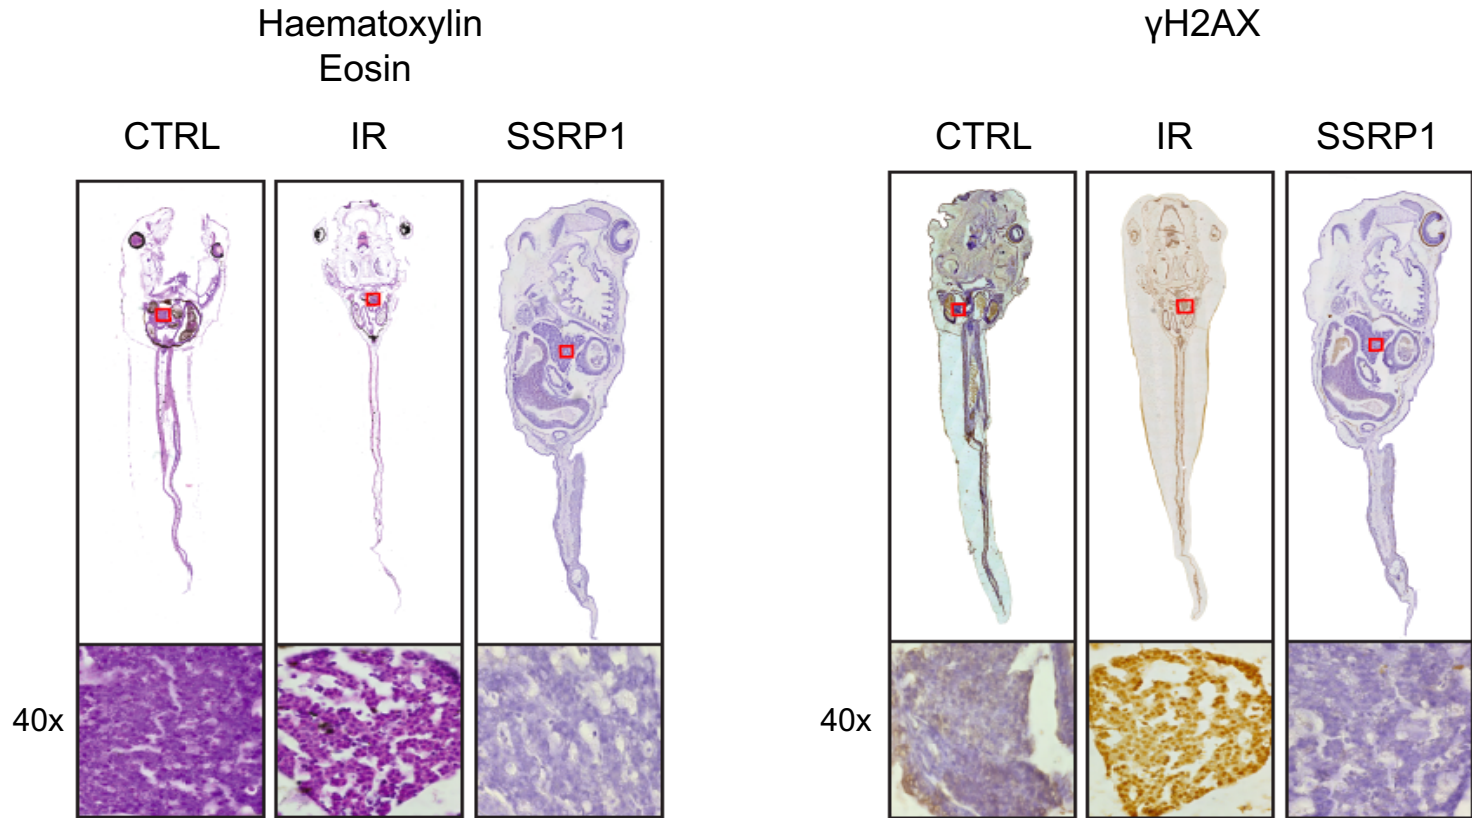 Haematoxylin
Eosin
γH2AX
CTRL
IR
SSRP1
CTRL
IR
SSRP1
40x
40x